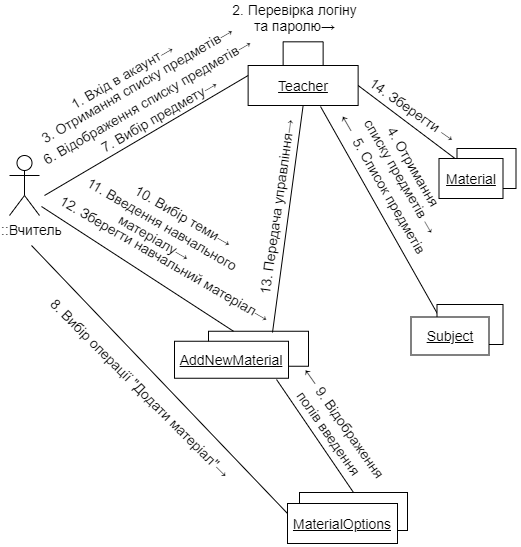 2. Перевірка логіну
та паролю→
Teacher
1. Вхід в акаунт→
3. Отримання списку предметів→
6. Відображення списку предметів→
7. Вибір предмету→
14. Зберегти →
Material
4. Отримання
списку предметів →
← 5. Список предметів
Subject
::Вчитель
10. Вибір теми→
11. Введення навчального
матеріалу→
12. Зберегти навчальний матеріал→
13. Передача управління→
AddNewMaterial
8. Вибір операції "Додати матеріал"→
← 9. Відображення
полів введення
MaterialOptions